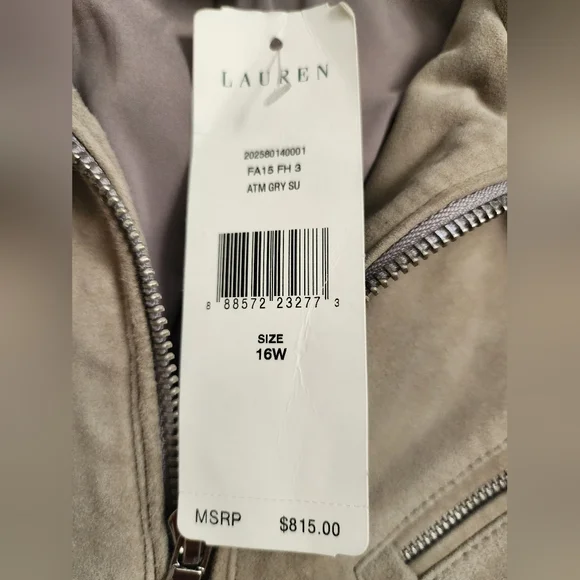 LAUREN
202580140001
FA15 FH 3
ATM GRY SU
8 88572 23277 3
SIZE
16W
MSRP $815.00